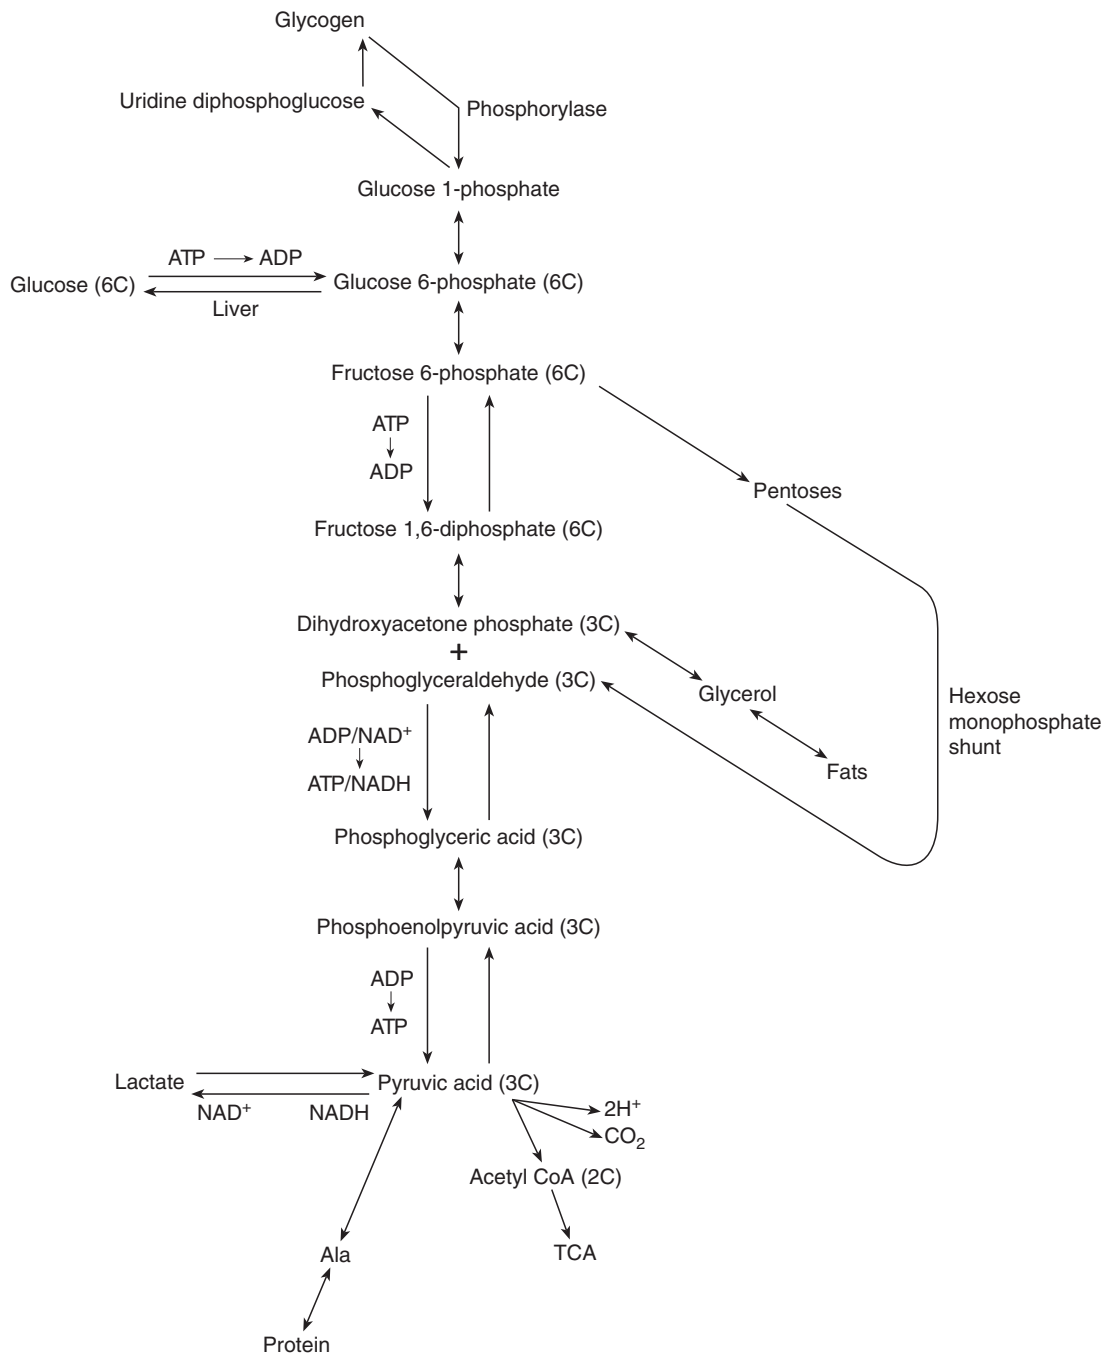 Glycogen
Uridine diphosphoglucose
Phosphorylase
Glucose 1-phosphate
ATP → ADP
Glucose (6C)
Glucose 6-phosphate (6C)
Liver
Fructose 6-phosphate (6C)
ATP
ADP
Pentoses
Fructose 1,6-diphosphate (6C)
Dihydroxyacetone phosphate (3C)
+
Phosphoglyceraldehyde (3C)
Glycerol
Hexose
monophosphate
shunt
ADP/NAD⁺
ATP/NADH
Fats
Phosphoglyceric acid (3C)
Phosphoenolpyruvic acid (3C)
ADP
ATP
Lactate
Pyruvic acid (3C)
NAD⁺
NADH
2H⁺
CO₂
Acetyl CoA (2C)
Ala
TCA
Protein